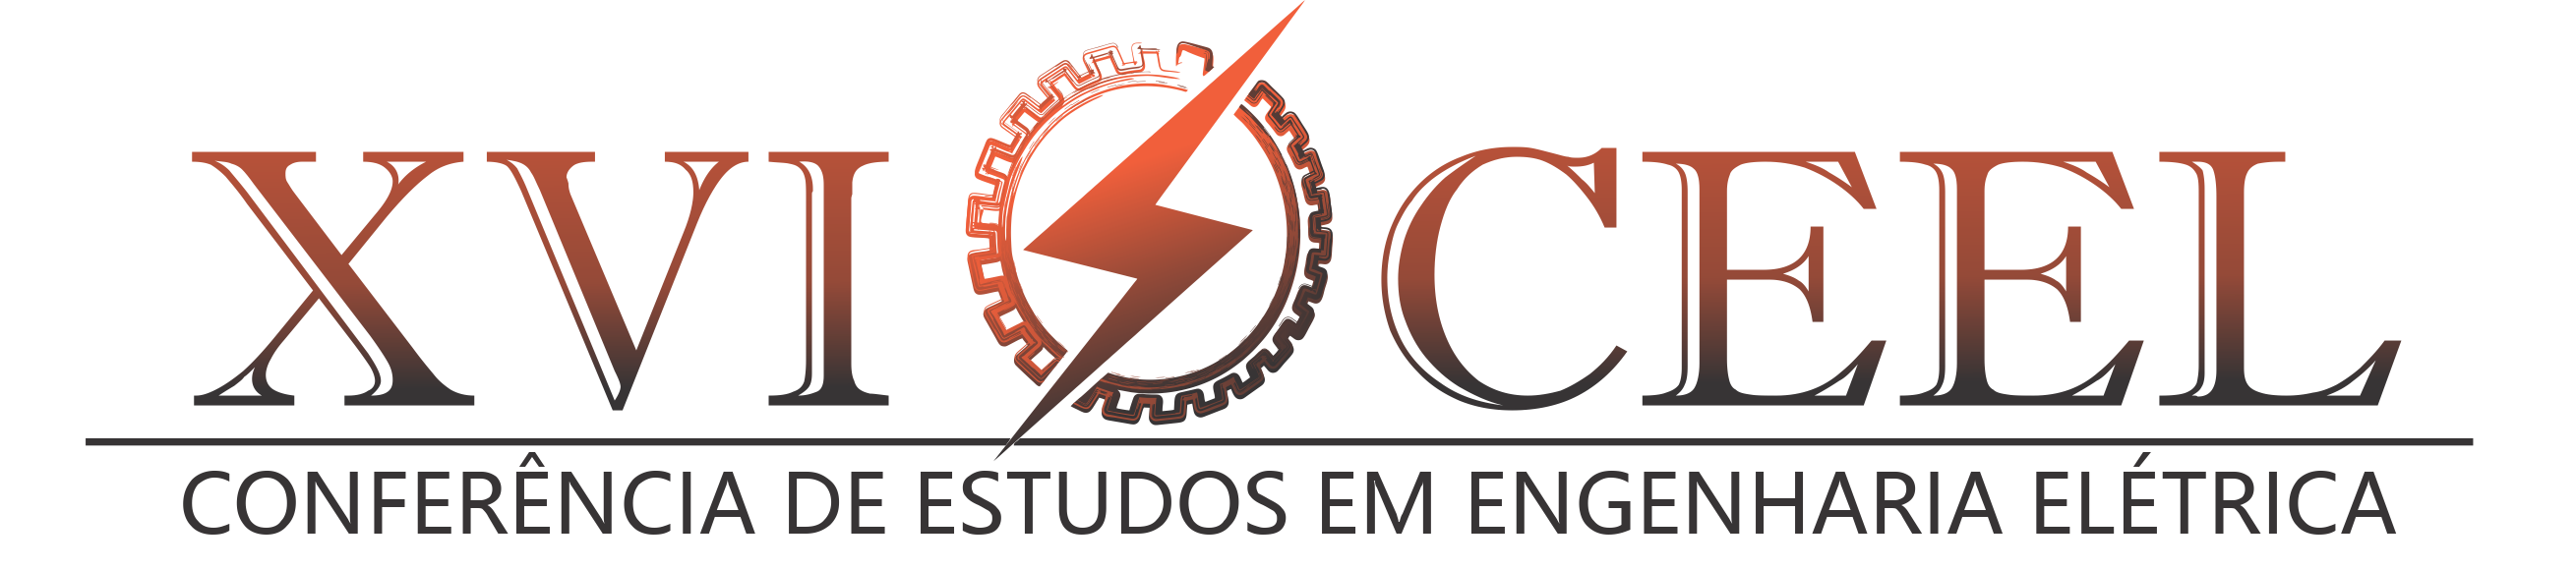 XVI CEEL
CONFERÊNCIA DE ESTUDOS EM ENGENHARIA ELÉTRICA